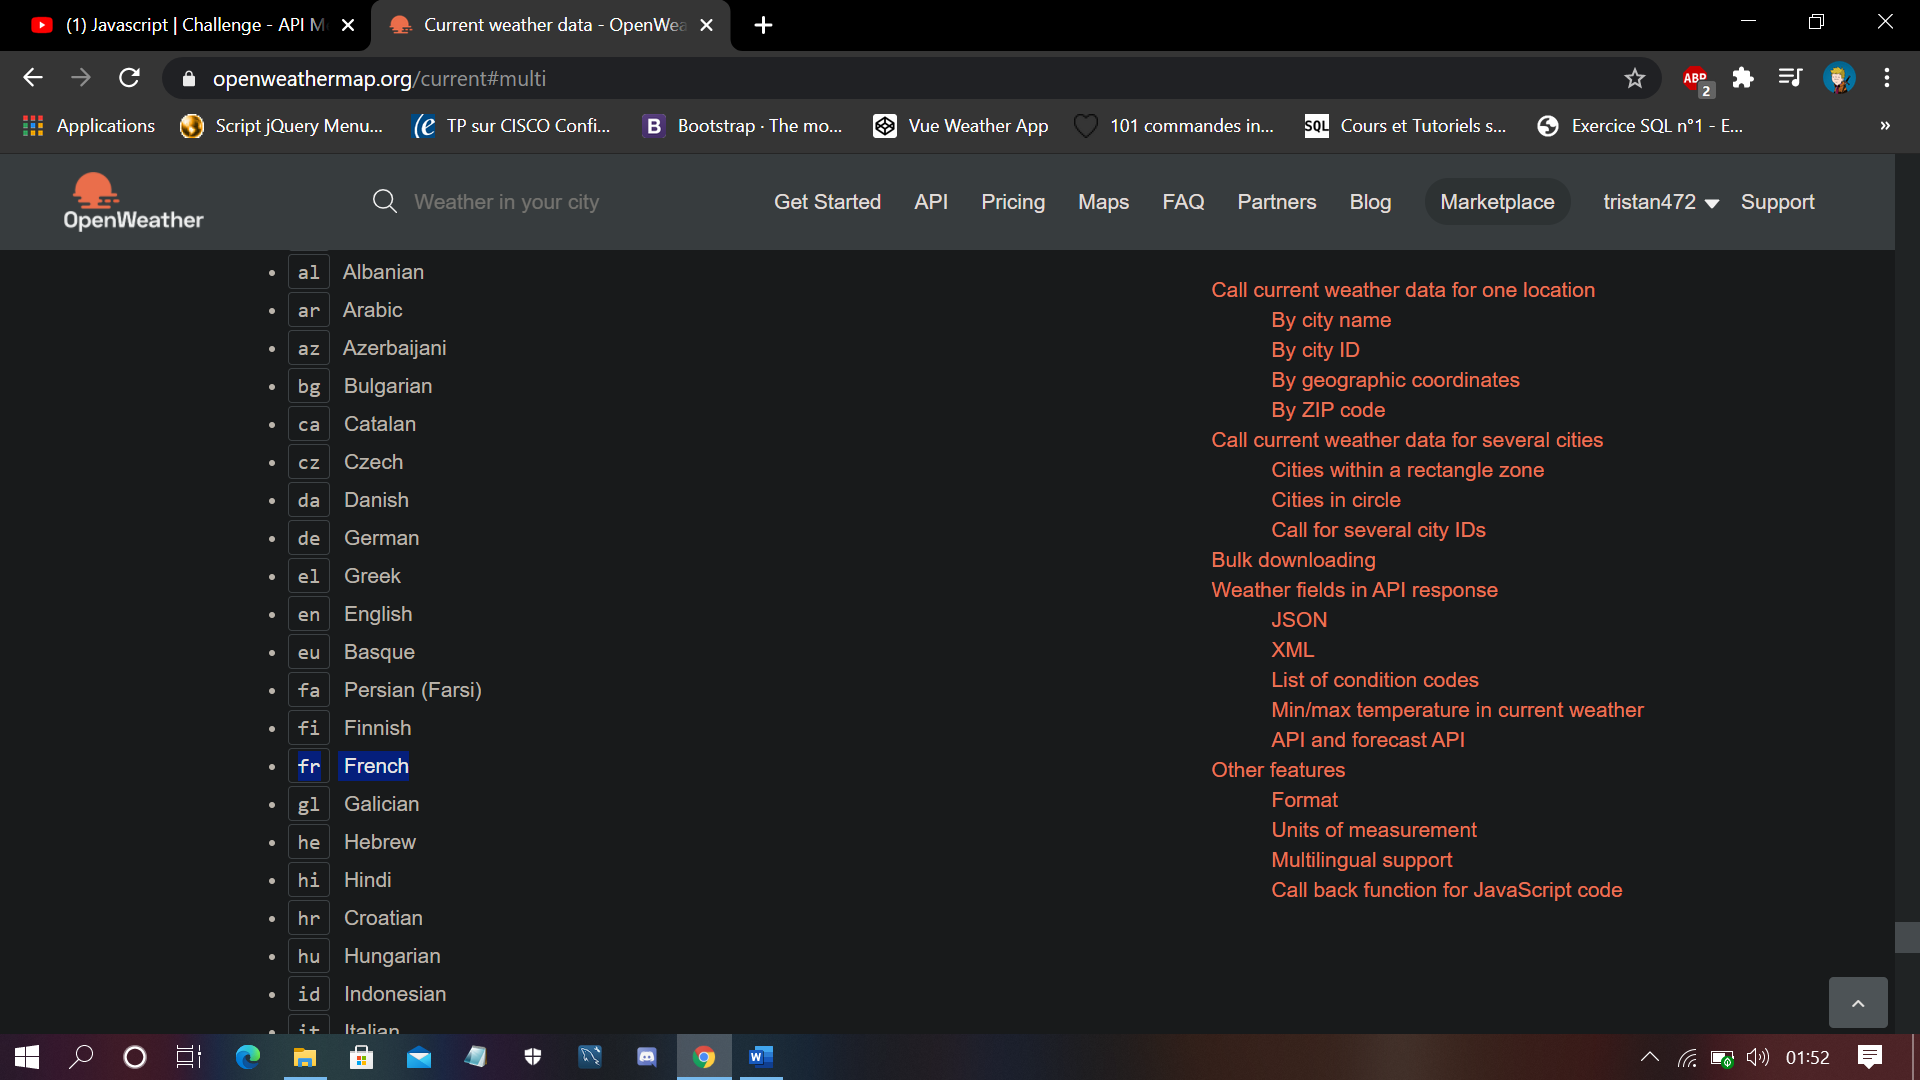 (1) Javascript | Challenge - API M
Current weather data - OpenWea
openweathermap.org/current#multi
ABP
2
Applications
Script jQuery Menu...
TP sur CISCO Confi...
B
Bootstrap · The mo...
Vue Weather App
101 commandes in...
SQL
Cours et Tutoriels s...
Exercice SQL n°1 - E...
»
OpenWeather
Weather in your city
Get Started
API
Pricing
Maps
FAQ
Partners
Blog
Marketplace
tristan472
Support
al Albanian
ar Arabic
az Azerbaijani
bg Bulgarian
ca Catalan
cz Czech
da Danish
de German
el Greek
en English
eu Basque
fa Persian (Farsi)
fi Finnish
fr French
gl Galician
he Hebrew
hi Hindi
hr Croatian
hu Hungarian
id Indonesian
it Italian
Call current weather data for one location
By city name
By city ID
By geographic coordinates
By ZIP code
Call current weather data for several cities
Cities within a rectangle zone
Cities in circle
Call for several city IDs
Bulk downloading
Weather fields in API response
JSON
XML
List of condition codes
Min/max temperature in current weather
API and forecast API
Other features
Format
Units of measurement
Multilingual support
Call back function for JavaScript code
01:52